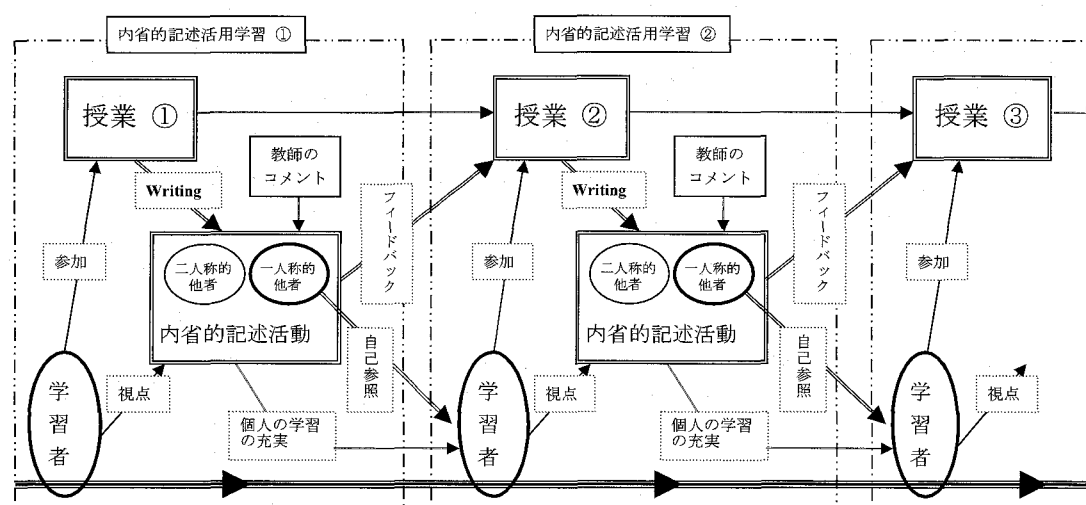 内省的記述活用学習 ①
内省的記述活用学習 ②
授業 ①
授業 ②
授業 ③
教師の
コメント
教師の
コメント
Writing
Writing
フィードバック
フィードバック
参加
参加
参加
二人称的
他者
一人称的
他者
二人称的
他者
一人称的
他者
内省的記述活動
内省的記述活動
自己参照
自己参照
学習者
視点
学習者
視点
学習者
視点
個人の学習
の充実
個人の学習
の充実